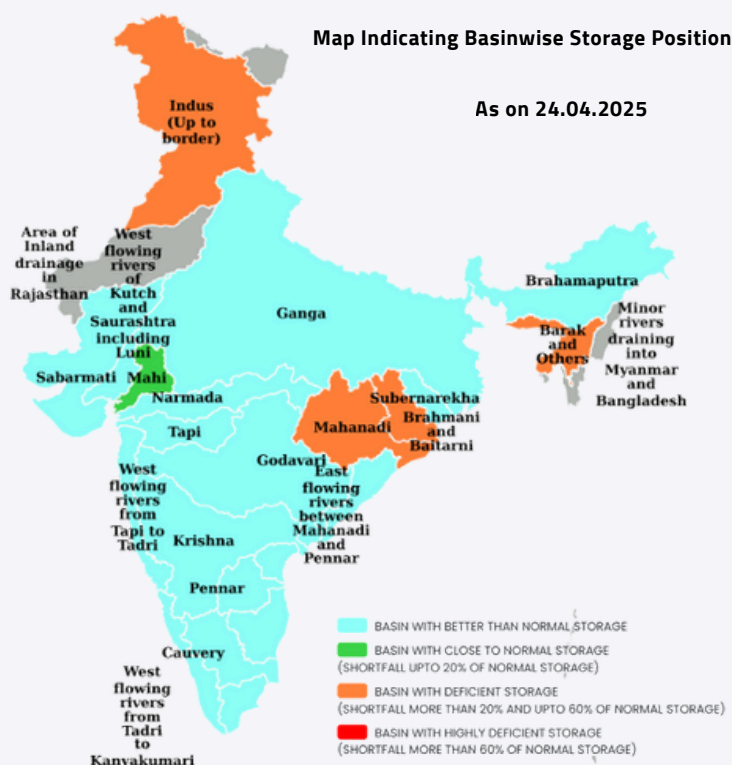 Map Indicating Basinwise Storage Position
As on 24.04.2025
Indus
(Up to
border)
Area of
Inland
drainage
in
Rajasthan
West
flowing
rivers
of
Kutch
and
Saurashtra
including
Luni
Ganga
Brahamaputra
Barak
and
Others
Minor
rivers
draining
into
Myanmar
and
Bangladesh
Sabarmati
Mahi
Narmada
Tapi
Subernarekha
Brahmani
and
Baitarni
Mahanadi
Godavari
East
flowing
rivers
between
Mahanadi
and
Pennar
West
flowing
rivers
from
Tapi to
Tadri
Krishna
Pennar
Cauvery
West
flowing
rivers
from
Tadri
to
Kanyakumari
BASIN WITH BETTER THAN NORMAL STORAGE
BASIN WITH CLOSE TO NORMAL STORAGE
(SHORTFALL UPTO 20% OF NORMAL STORAGE)
BASIN WITH DEFICIENT STORAGE
(SHORTFALL MORE THAN 20% AND UPTO 60% OF NORMAL STORAGE)
BASIN WITH HIGHLY DEFICIENT STORAGE
(SHORTFALL MORE THAN 60% OF NORMAL STORAGE)